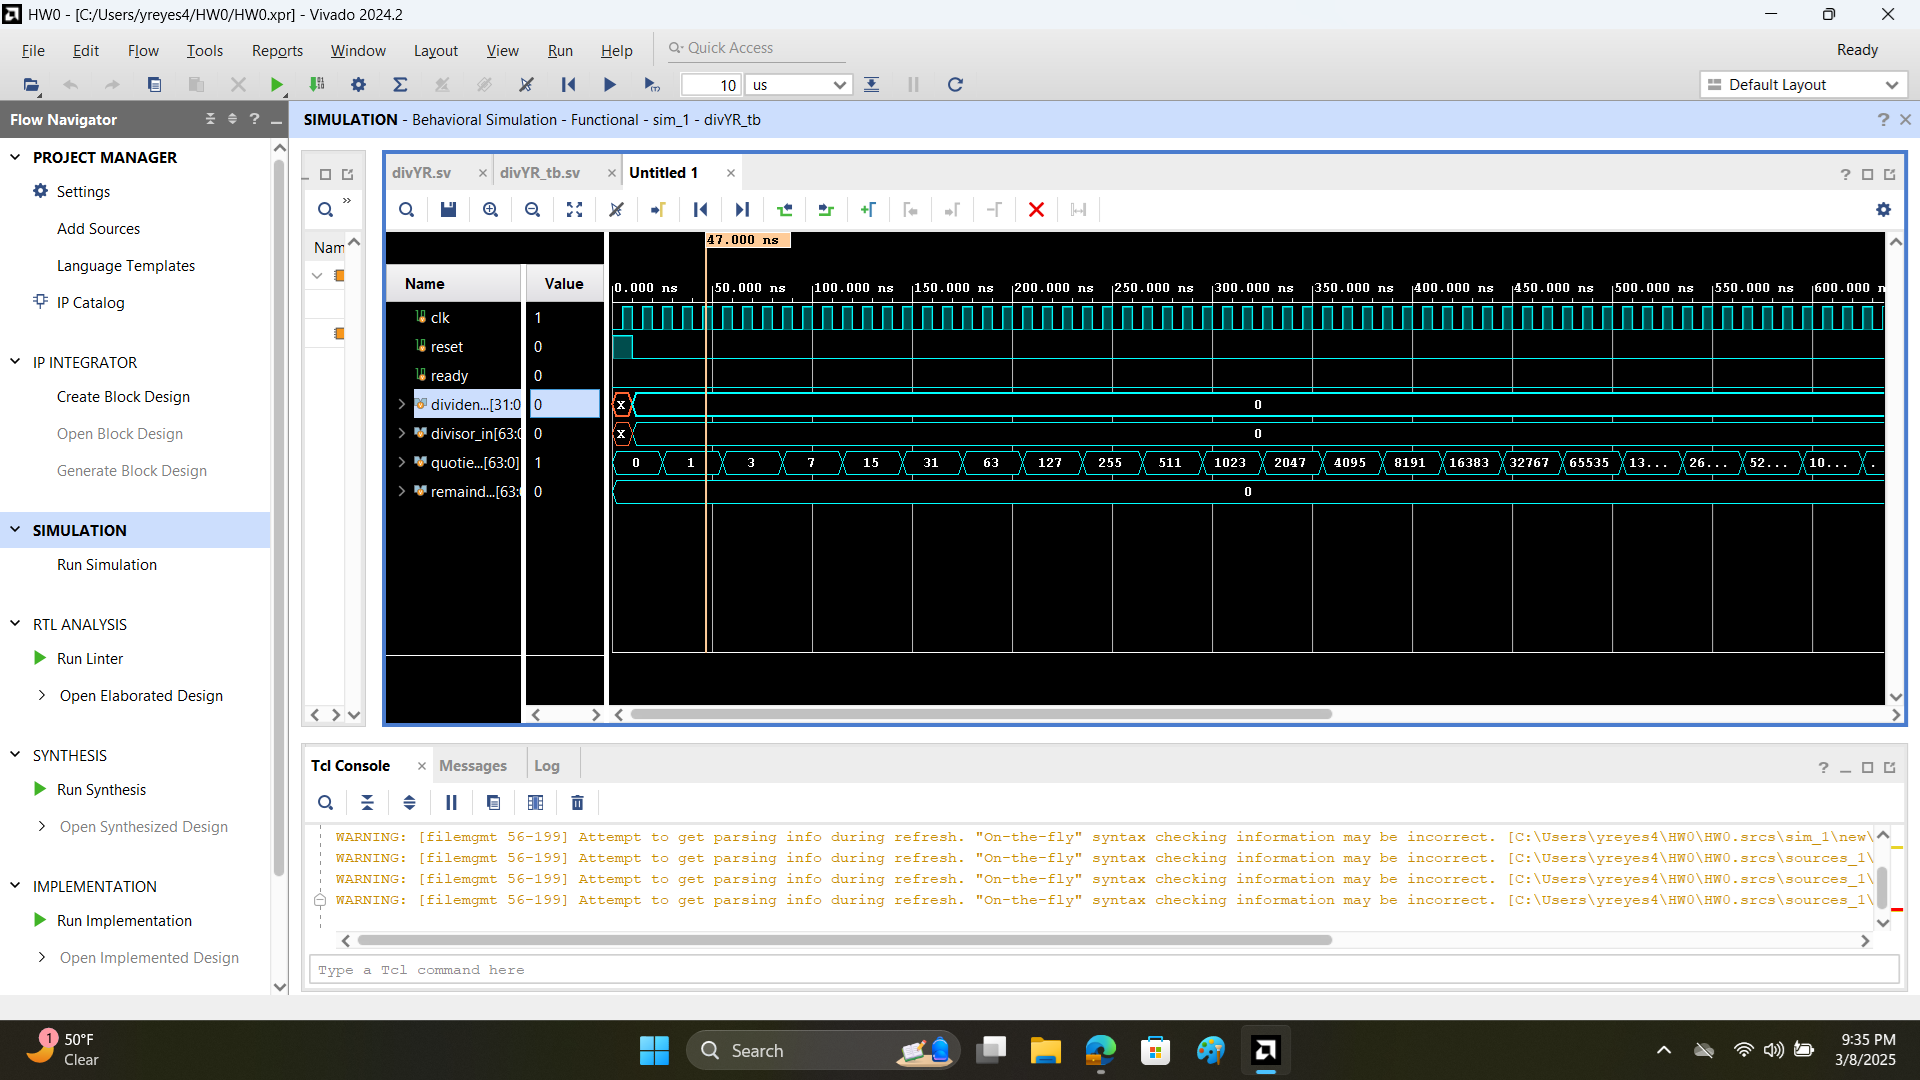 HW0 - [C:/Users/yreyes4/HW0/HW0.xpr] - Vivado 2024.2
File Edit Flow Tools Reports Window Layout View Run Help
Quick Access
Ready
10 us
Default Layout
Flow Navigator
SIMULATION - Behavioral Simulation - Functional - sim_1 - divYR_tb
PROJECT MANAGER
Settings
Add Sources
Language Templates
IP Catalog
IP INTEGRATOR
Create Block Design
Open Block Design
Generate Block Design
SIMULATION
Run Simulation
RTL ANALYSIS
Run Linter
Open Elaborated Design
SYNTHESIS
Run Synthesis
Open Synthesized Design
IMPLEMENTATION
Run Implementation
Open Implemented Design
Nam
divYR.sv
divYR_tb.sv
Untitled 1
47.000 ns
Name Value
0.000 ns 50.000 ns 100.000 ns 150.000 ns 200.000 ns 250.000 ns 300.000 ns 350.000 ns 400.000 ns 450.000 ns 500.000 ns 550.000 ns 600.000 n
clk 1
reset 0
ready 0
dividen...[31:0 0 X 0
divisor_in[63:0 0 X 0
quotie...[63:0] 1 0 1 3 7 15 31 63 127 255 511 1023 2047 4095 8191 16383 32767 65535 13... 26... 52... 10... .
remaind...[63:0 0 0
Tcl Console
Messages
Log
WARNING: [filemgmt 56-199] Attempt to get parsing info during refresh. "On-the-fly" syntax checking information may be incorrect. [C:\Users\yreyes4\HW0\HW0.srcs\sim_1\new\
WARNING: [filemgmt 56-199] Attempt to get parsing info during refresh. "On-the-fly" syntax checking information may be incorrect. [C:\Users\yreyes4\HW0\HW0.srcs\sources_1\
WARNING: [filemgmt 56-199] Attempt to get parsing info during refresh. "On-the-fly" syntax checking information may be incorrect. [C:\Users\yreyes4\HW0\HW0.srcs\sources_1\
WARNING: [filemgmt 56-199] Attempt to get parsing info during refresh. "On-the-fly" syntax checking information may be incorrect. [C:\Users\yreyes4\HW0\HW0.srcs\sources_1\
Type a Tcl command here
1
50°F
Clear
Search
9:35 PM
3/8/2025